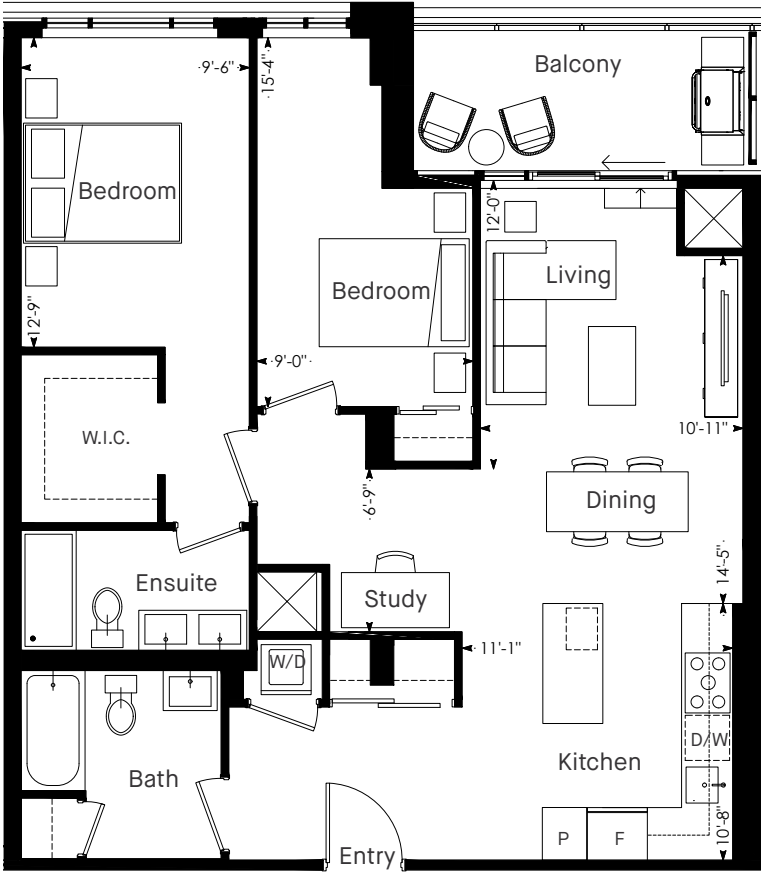 9'-6"
15'-4"
Balcony
Bedroom
12'-0"
Living
Bedroom
12'-9"
9'-0"
10'-11"
W.I.C.
6'-9"
Dining
14'-5"
Ensuite
Study
11'-1"
W/D
D/W
Kitchen
Bath
10'-8"
P
F
Entry